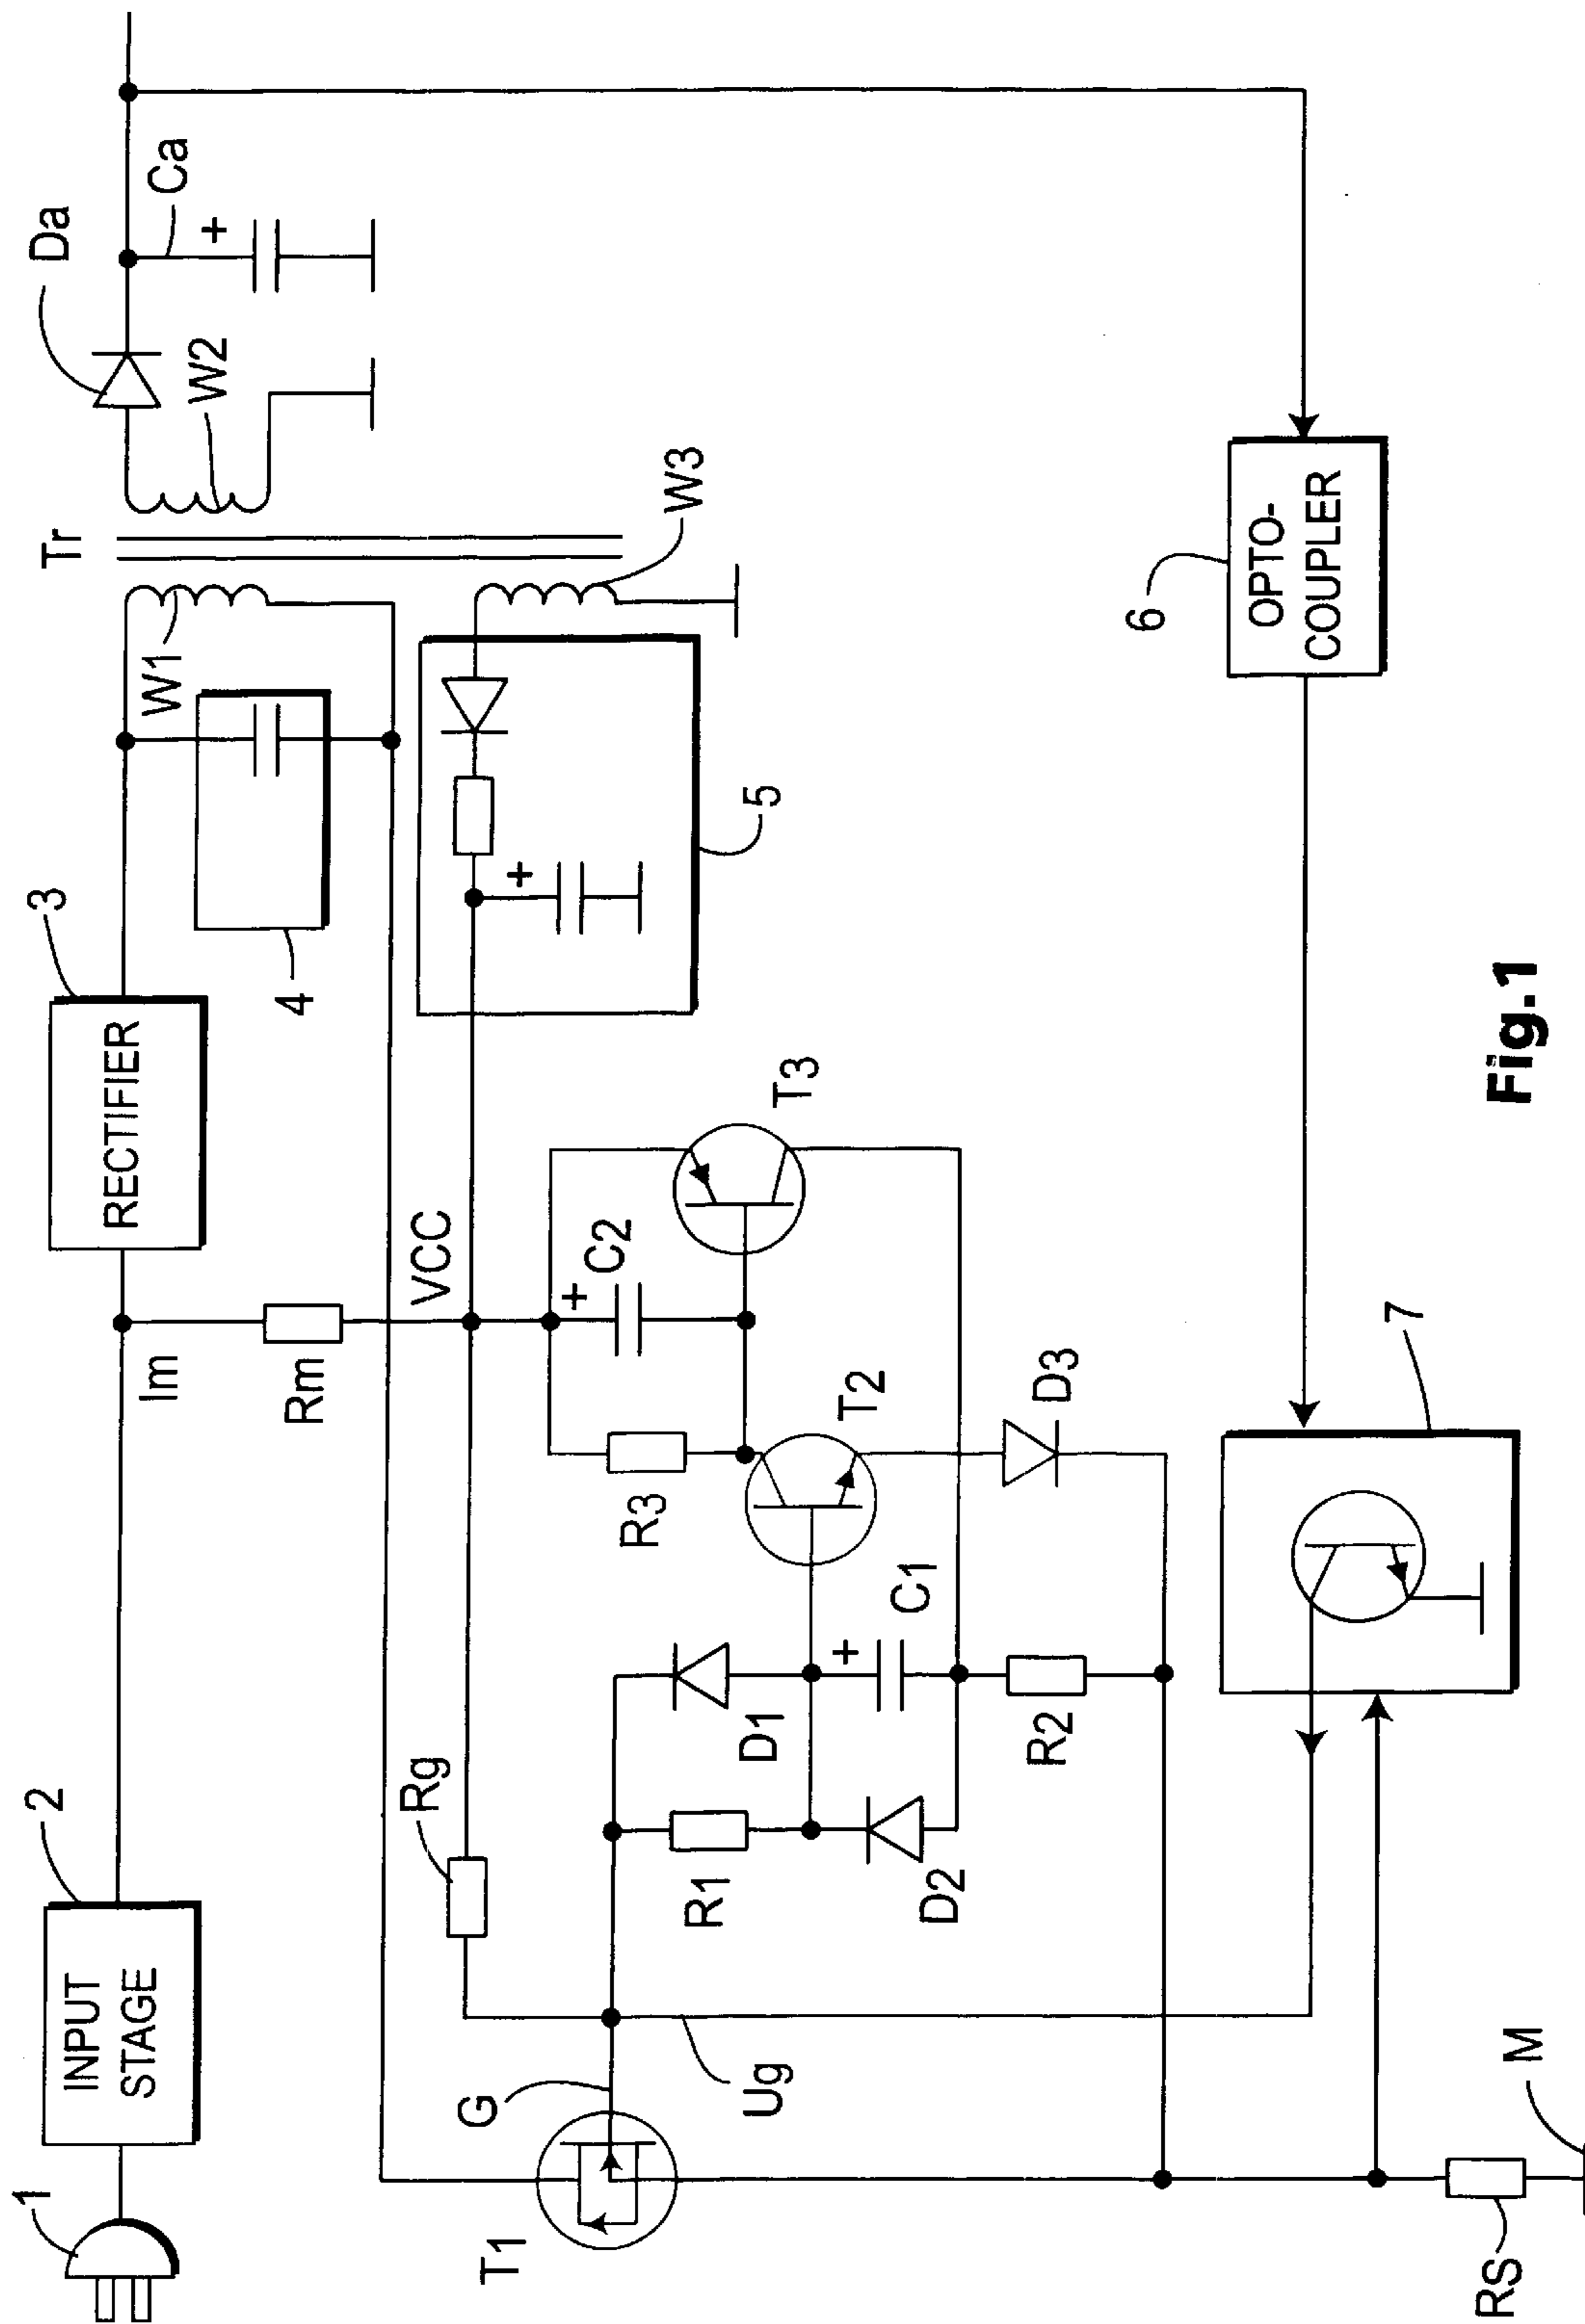 1
2
INPUT
STAGE
Im
3
RECTIFIER
Tr
Da
W1
W2
Ca
+
4
Rm
VCC
W3
+
5
Rg
G
T1
Ug
R1
D1
D2
+
C1
R2
R3
+
C2
T2
T3
D3
6
OPTO-
COUPLER
7
RS
M
Fig.1